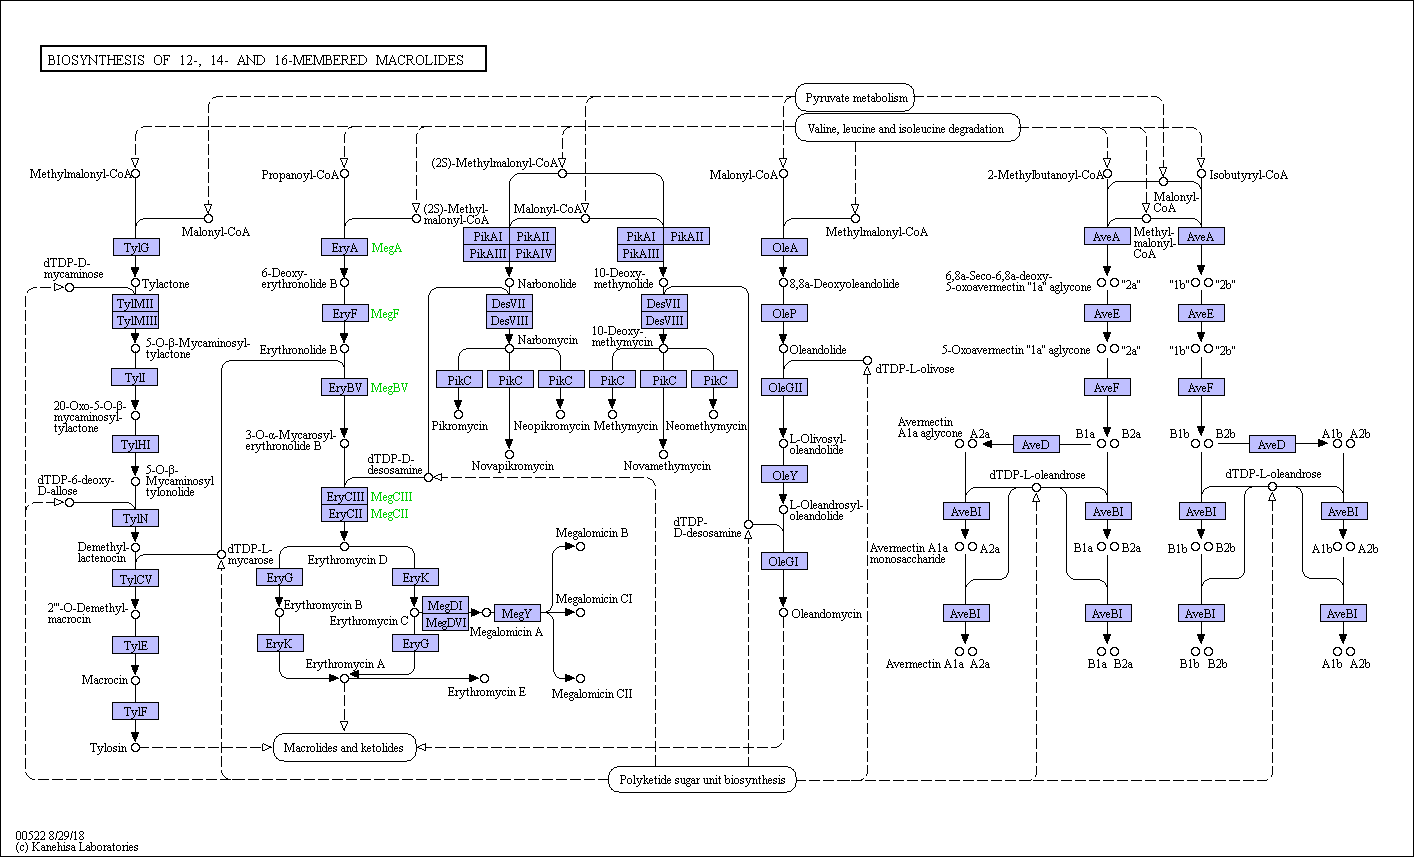 BIOSYNTHESIS OF 12-, 14- AND 16-MEMBERED MACROLIDES
Pyruvate metabolism
Valine, leucine and isoleucine degradation
Methylmalonyl-CoA
Malonyl-CoA
TylG
dTDP-D-
mycaminose
Tylactone
TylMII
TylMIII
5-O-β-Mycaminosyl-
tylactone
TylI
20-Oxo-5-O-β-
mycaminosyl-
tylactone
TylHI
5-O-β-
Mycaminosyl
tylonolide
dTDP-6-deoxy-
D-allose
TylN
Demethyl-
lactenocin
dTDP-L-
mycarose
TylCV
2'''-O-Demethyl-
macrocin
TylE
Macrocin
TylF
Tylosin
Propanoyl-CoA
(2S)-Methyl-
malonyl-CoA
EryA
MegA
6-Deoxy-
erythronolide B
EryF
MegF
Erythronolide B
EryBV
MegBV
3-O-α-Mycarosyl-
erythronolide B
dTDP-D-
desosamine
EryCIII
MegCIII
EryCII
MegCII
Erythromycin D
EryG
EryK
Erythromycin B
Erythromycin C
EryK
EryG
Erythromycin A
Erythromycin E
MegDI
MegDVI
Megalomicin A
MegY
Megalomicin B
Megalomicin CI
Megalomicin CII
Macrolides and ketolides
(2S)-Methylmalonyl-CoA
Malonyl-CoA
PikAI
PikAII
PikAIII
PikAIV
Narbonolide
DesVII
DesVIII
Narbomycin
PikC
PikC
PikC
Pikromycin
Neopikromycin
Novapikromycin
PikAI
PikAII
PikAIII
10-Deoxy-
methynolide
DesVII
DesVIII
10-Deoxy-
methymycin
PikC
PikC
PikC
Methymycin
Neomethymycin
Novamethymycin
Malonyl-CoA
Methylmalonyl-CoA
OleA
8,8a-Deoxyoleandolide
OleP
Oleandolide
dTDP-L-olivose
OleGII
L-Olivosyl-
oleandolide
OleY
L-Oleandrosyl-
oleandolide
dTDP-
D-desosamine
OleGI
Oleandomycin
Polyketide sugar unit biosynthesis
2-Methylbutanoyl-CoA
Isobutyryl-CoA
Malonyl-
CoA
Methyl-
malonyl-
CoA
AveA
AveA
6,8a-Seco-6,8a-deoxy-
5-oxoavermectin "1a" aglycone
"2a"
"1b"
"2b"
AveE
AveE
5-Oxoavermectin "1a" aglycone
"2a"
"1b"
"2b"
AveF
AveF
Avermectin
A1a aglycone
A2a
AveD
B1a
B2a
B1b
B2b
AveD
A1b
A2b
dTDP-L-oleandrose
dTDP-L-oleandrose
AveBI
AveBI
AveBI
AveBI
Avermectin A1a
monosaccharide
A2a
B1a
B2a
B1b
B2b
A1b
A2b
AveBI
AveBI
AveBI
AveBI
Avermectin A1a
A2a
B1a
B2a
B1b
B2b
A1b
A2b
00522 8/29/18
(c) Kanehisa Laboratories